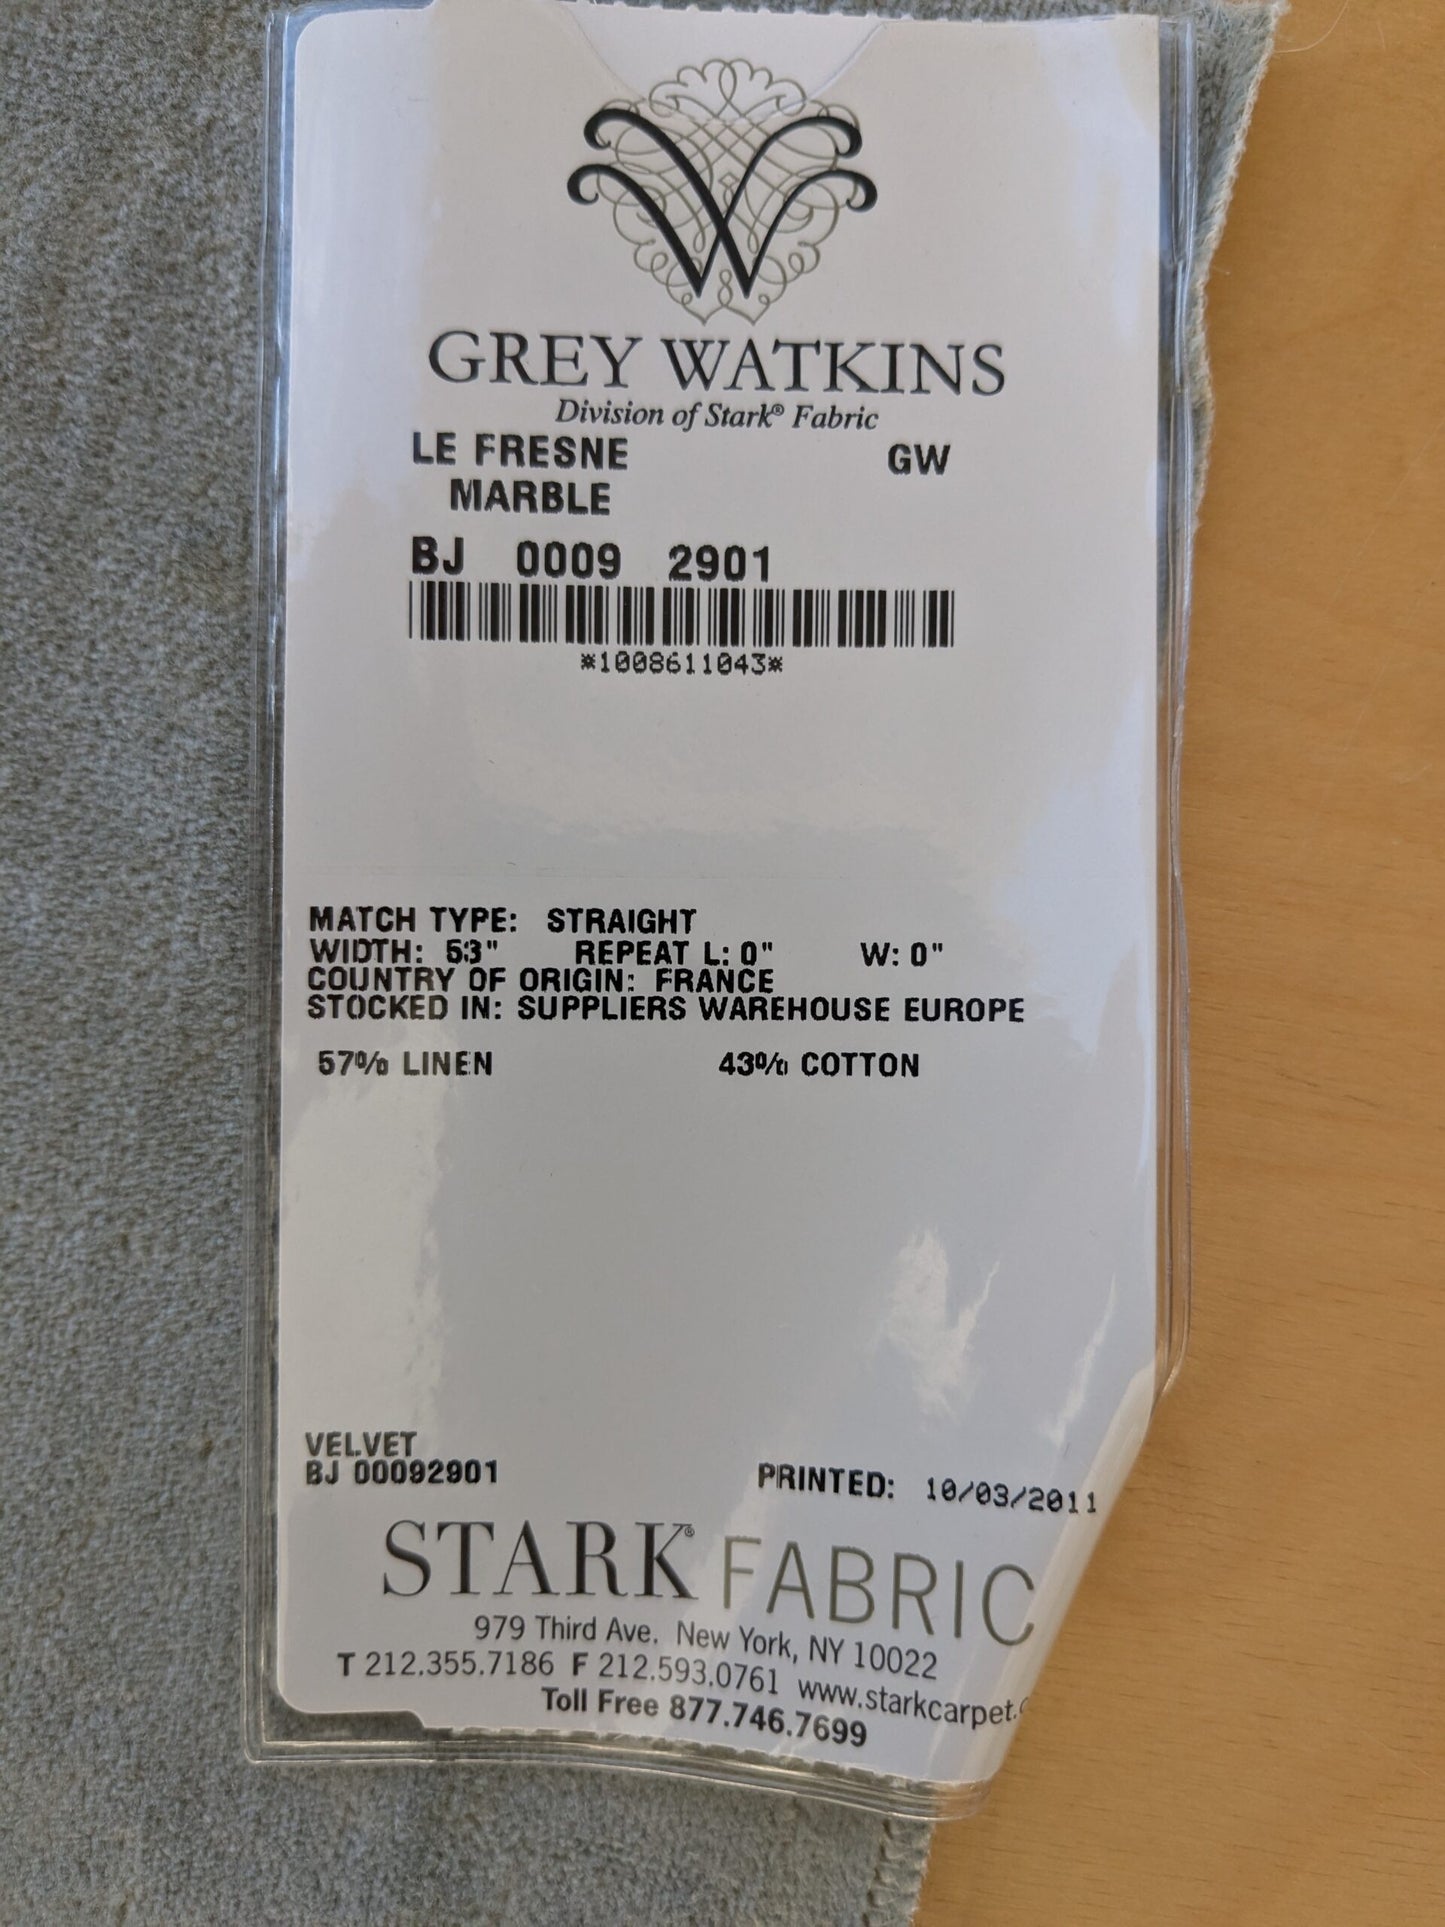 W
GREY WATKINS
Division of Stark® Fabric
LE FRESNE GW
MARBLE
BJ 0009 2901
*1008611043*
MATCH TYPE: STRAIGHT
WIDTH: 53" REPEAT L: 0" W: 0"
COUNTRY OF ORIGIN: FRANCE
STOCKED IN: SUPPLIERS WAREHOUSE EUROPE
57% LINEN 43% COTTON
VELVET
BJ 00092901 PRINTED: 10/03/2011
STARK® FABRIC
979 Third Ave. New York, NY 10022
T 212.355.7186 F 212.593.0761 www.starkcarpet.
Toll Free 877.746.7699